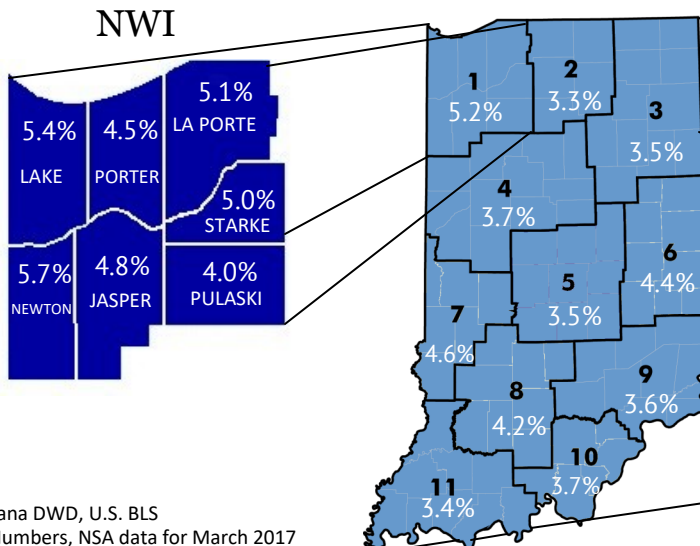 NWI
5.4%
LAKE
4.5%
PORTER
5.1%
LA PORTE
5.0%
STARKE
5.7%
NEWTON
4.8%
JASPER
4.0%
PULASKI
1
5.2%
2
3.3%
3
3.5%
4
3.7%
5
3.5%
6
4.4%
7
4.6%
8
4.2%
9
3.6%
10
3.7%
11
3.4%
ana DWD, U.S. BLS
umbers, NSA data for March 2017